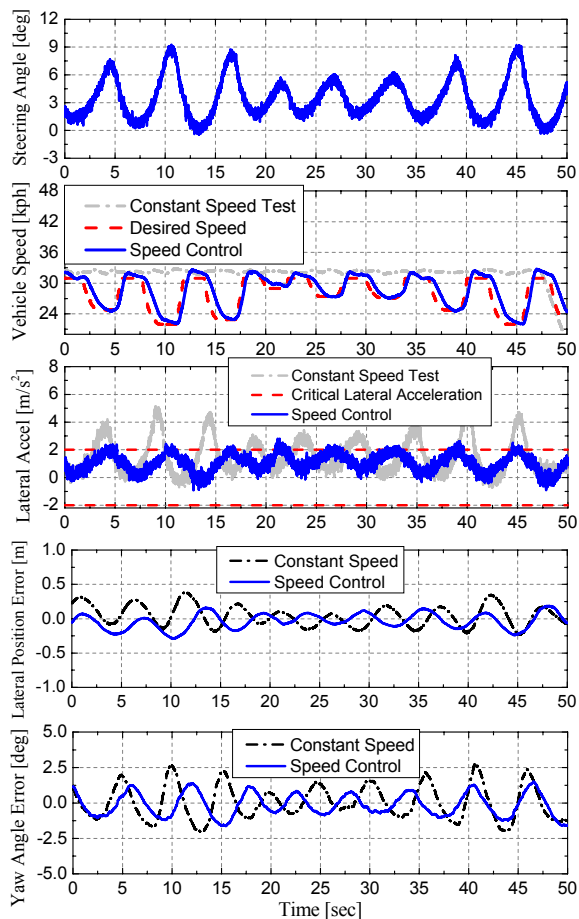 Steering Angle [deg]
12
9
6
3
0
-3
0 5 10 15 20 25 30 35 40 45 50
Vehicle Speed [kph]
48
42
36
30
24
Constant Speed Test
Desired Speed
Speed Control
0 5 10 15 20 25 30 35 40 45 50
Lateral Accel [m/s²]
8
6
4
2
0
-2
Constant Speed Test
Critical Lateral Acceleration
Speed Control
0 5 10 15 20 25 30 35 40 45 50
Lateral Position Error [m]
1.0
0.5
0.0
-0.5
-1.0
Constant Speed
Speed Control
0 5 10 15 20 25 30 35 40 45 50
Yaw Angle Error [deg]
5.0
2.5
0.0
-2.5
-5.0
Constant Speed
Speed Control
0 5 10 15 20 25 30 35 40 45 50
Time [sec]